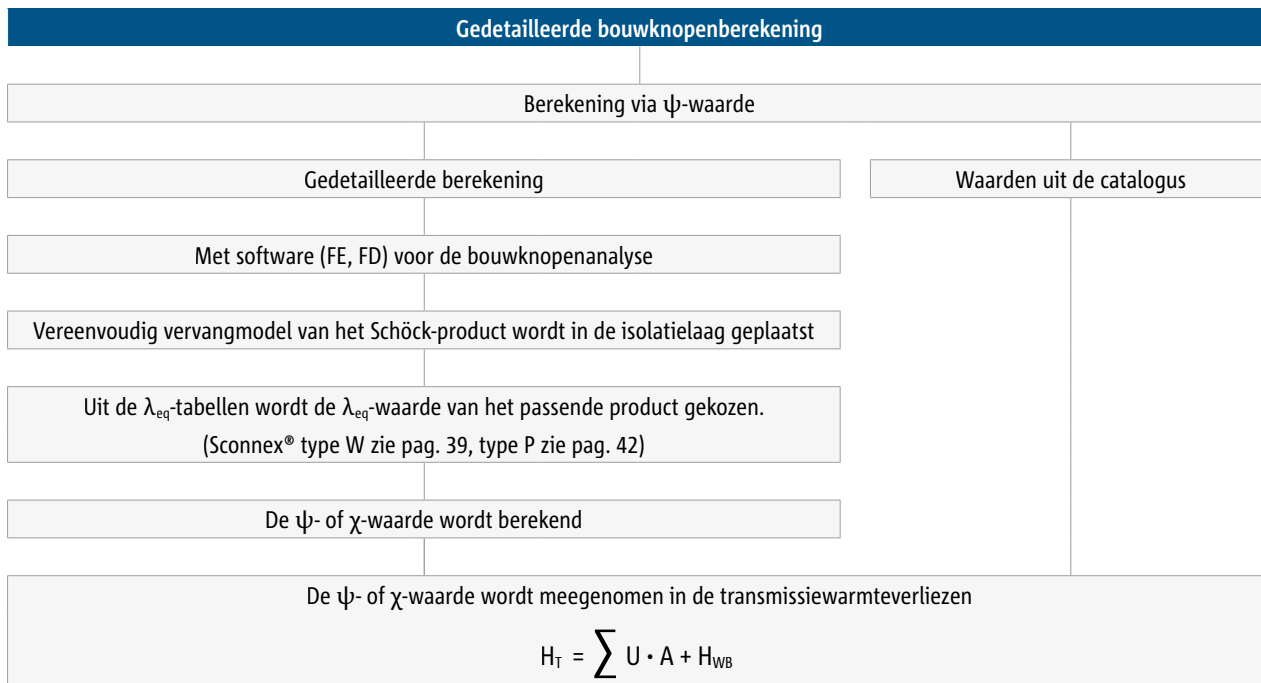 Gedetailleerde bouwknopenberekening
Berekening via ψ-waarde
Gedetailleerde berekening
Waarden uit de catalogus
Met software (FE, FD) voor de bouwknopenanalyse
Vereenvoudig vervangmodel van het Schöck-product wordt in de isolatielaag geplaatst
Uit de λeq-tabellen wordt de λeq-waarde van het passende product gekozen.
(Sconnex® type W zie pag. 39, type P zie pag. 42)
De ψ- of χ-waarde wordt berekend
De ψ- of χ-waarde wordt meegenomen in de transmissiewarmteverliezen
HT = ∑ U · A + HWB